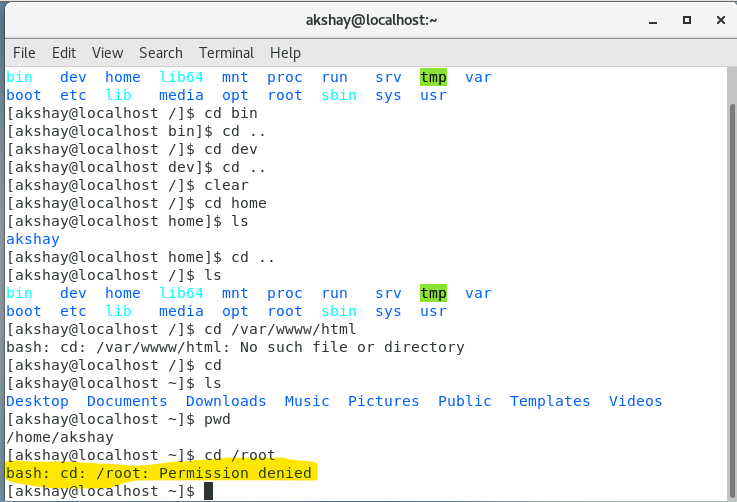 akshay@localhost:~
File Edit View Search Terminal Help
bin dev home lib64 mnt proc run srv tmp var
boot etc lib media opt root sbin sys usr
[akshay@localhost /]$ cd bin
[akshay@localhost bin]$ cd ..
[akshay@localhost /]$ cd dev
[akshay@localhost dev]$ cd ..
[akshay@localhost /]$ clear
[akshay@localhost /]$ cd home
[akshay@localhost home]$ ls
akshay
[akshay@localhost home]$ cd ..
[akshay@localhost /]$ ls
bin dev home lib64 mnt proc run srv tmp var
boot etc lib media opt root sbin sys usr
[akshay@localhost /]$ cd /var/wwww/html
bash: cd: /var/wwww/html: No such file or directory
[akshay@localhost /]$ cd
[akshay@localhost ~]$ ls
Desktop Documents Downloads Music Pictures Public Templates Videos
[akshay@localhost ~]$ pwd
/home/akshay
[akshay@localhost ~]$ cd /root
bash: cd: /root: Permission denied
[akshay@localhost ~]$